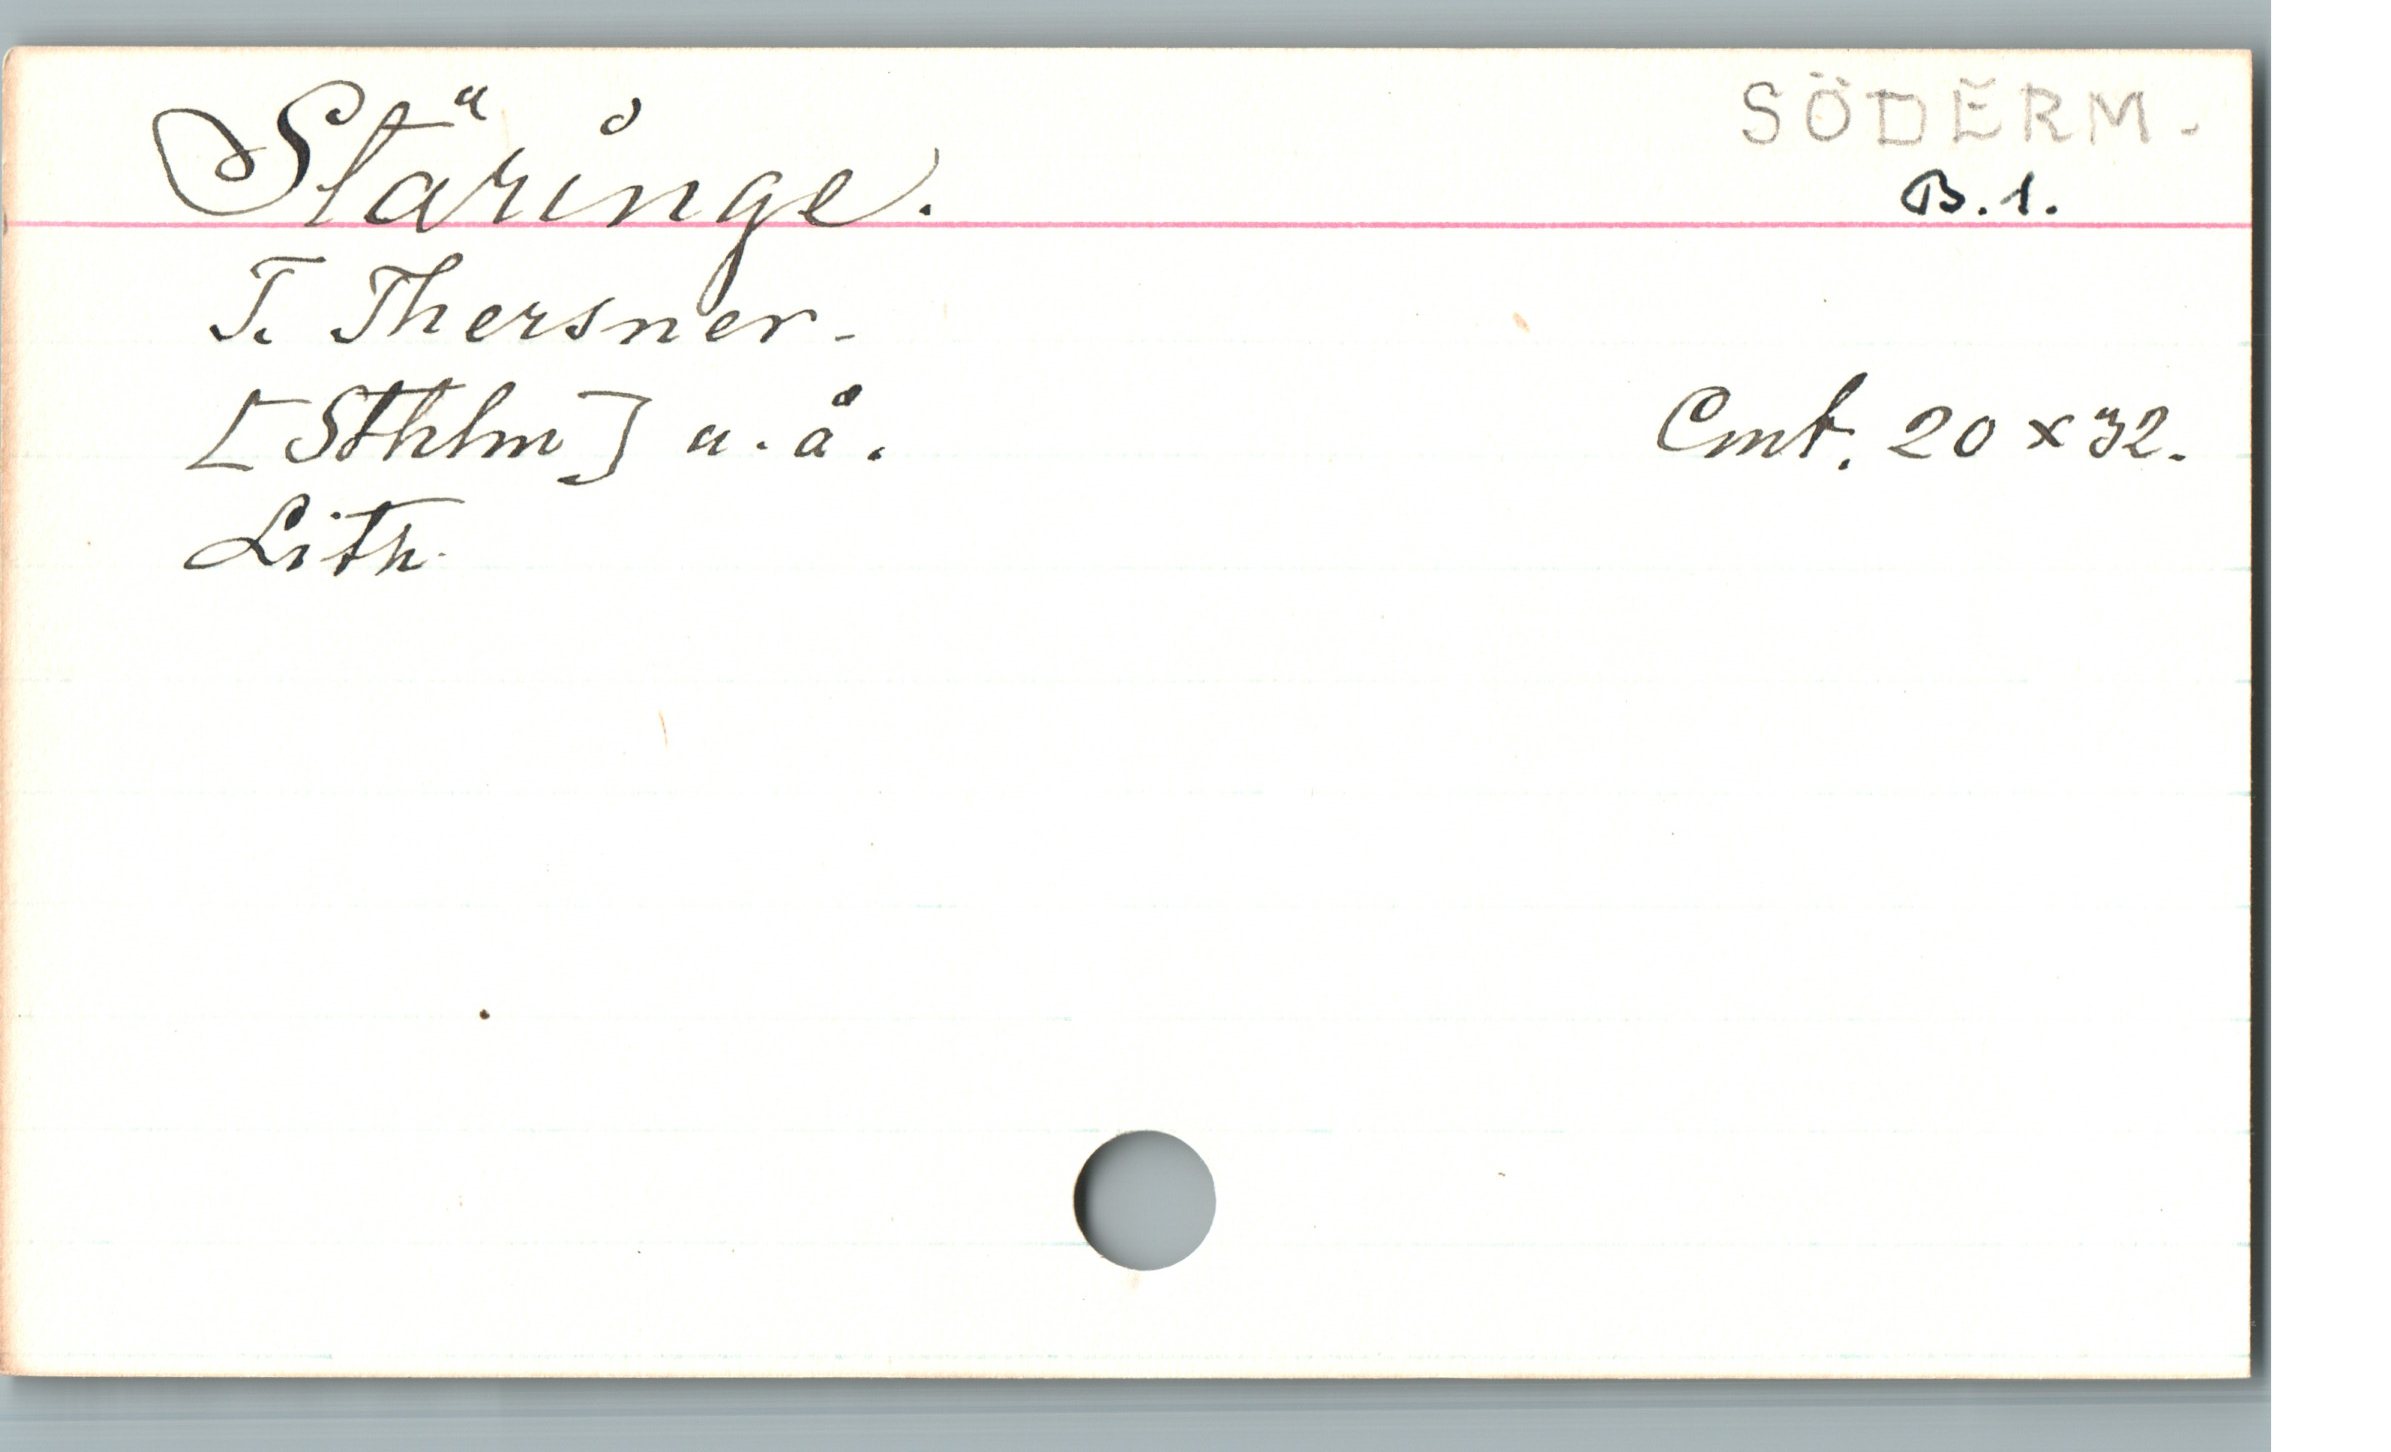 Stäringe.
SÖDERM.
B. 1.
T. Thersner.
[Sthlm] u. å.
Cmt. 20 x 32.
Lith.